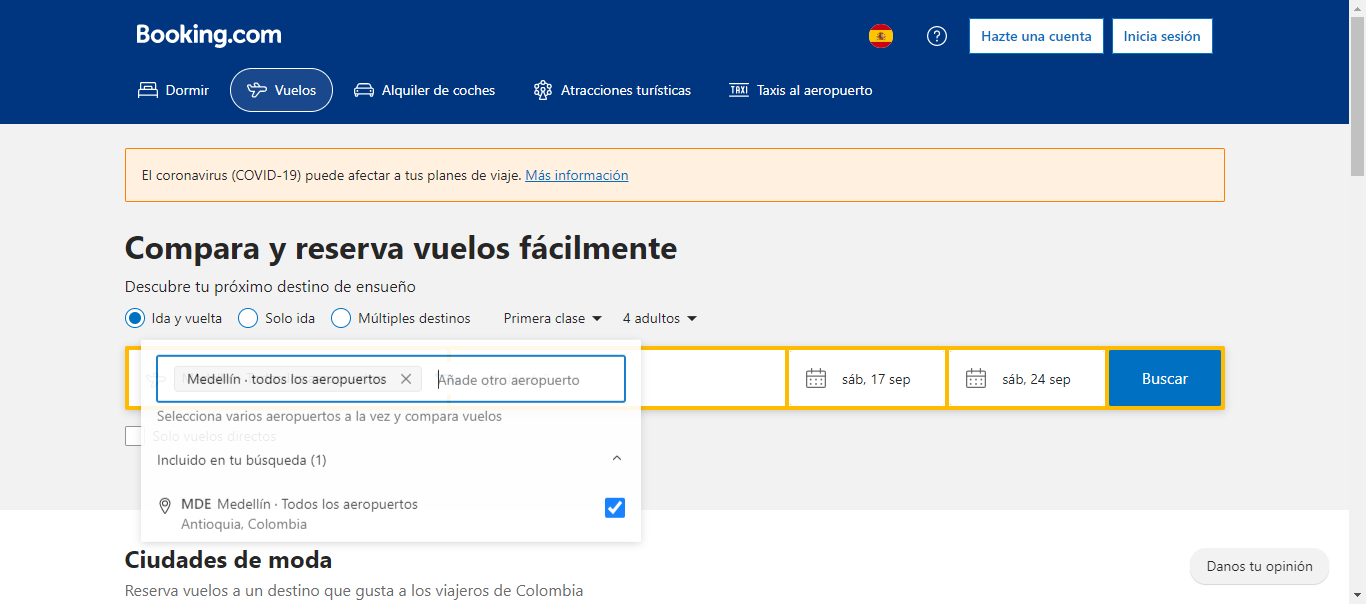 Booking.com
Hazte una cuenta
Inicia sesión
Dormir
Vuelos
Alquiler de coches
Atracciones turísticas
TAXI
Taxis al aeropuerto
El coronavirus (COVID-19) puede afectar a tus planes de viaje. Más información
Compara y reserva vuelos fácilmente
Descubre tu próximo destino de ensueño
Ida y vuelta
Solo ida
Múltiples destinos
Primera clase
4 adultos
Medellín · todos los aeropuertos
Añade otro aeropuerto
sáb, 17 sep
sáb, 24 sep
Buscar
Selecciona varios aeropuertos a la vez y compara vuelos
Solo vuelos directos
Incluido en tu búsqueda (1)
MDE Medellín · Todos los aeropuertos
Antioquia, Colombia
Ciudades de moda
Reserva vuelos a un destino que gusta a los viajeros de Colombia
Danos tu opinión